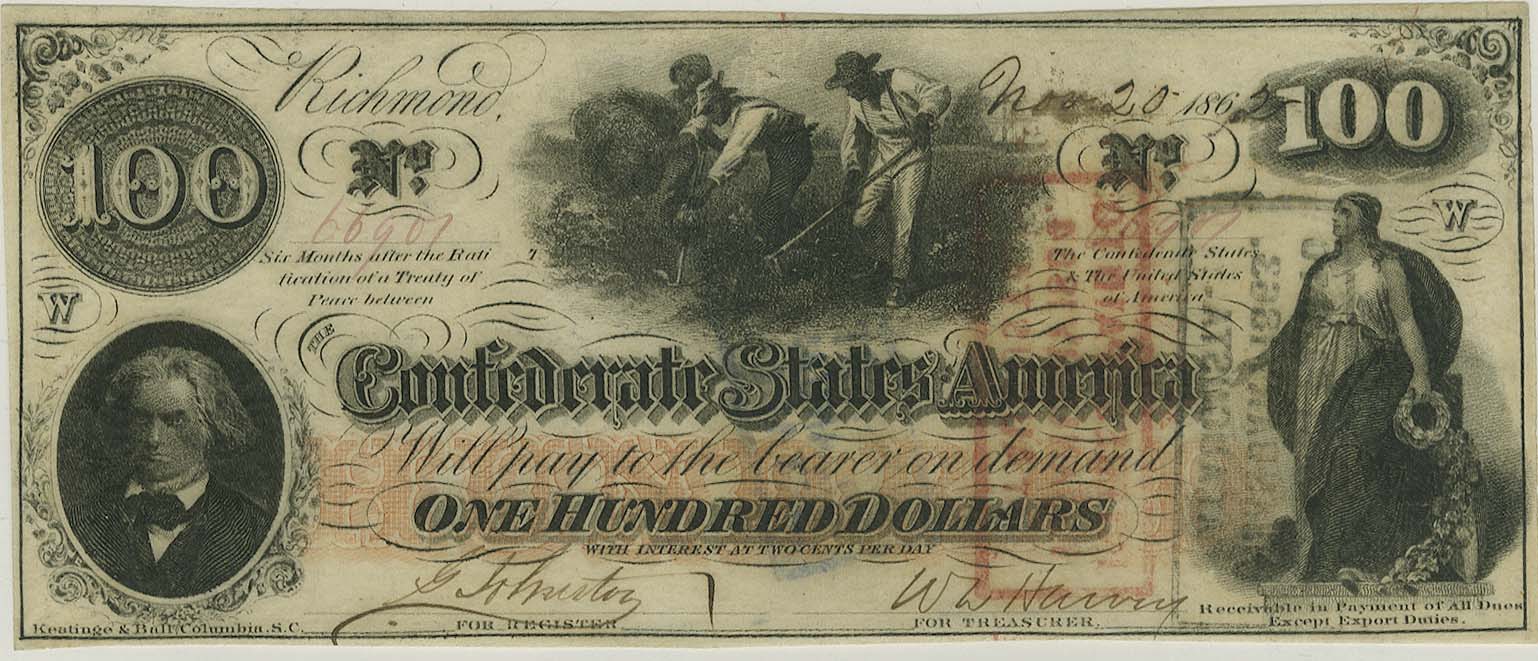 Richmond, Nov 20 1862
100 100
No. No.
66901
W
Six Months after the Rati
fication of a Treaty of
Peace between
The Confederate States
& The United States
of America
W
THE
Confederate States America
Will pay to the bearer on demand
ONE HUNDRED DOLLARS
WITH INTEREST AT TWO CENTS PER DAY
FOR REGISTER
FOR TREASURER.
Keatinge & Ball, Columbia, S.C.
Receivable in Payment of All Dues
Except Export Duties.
1863